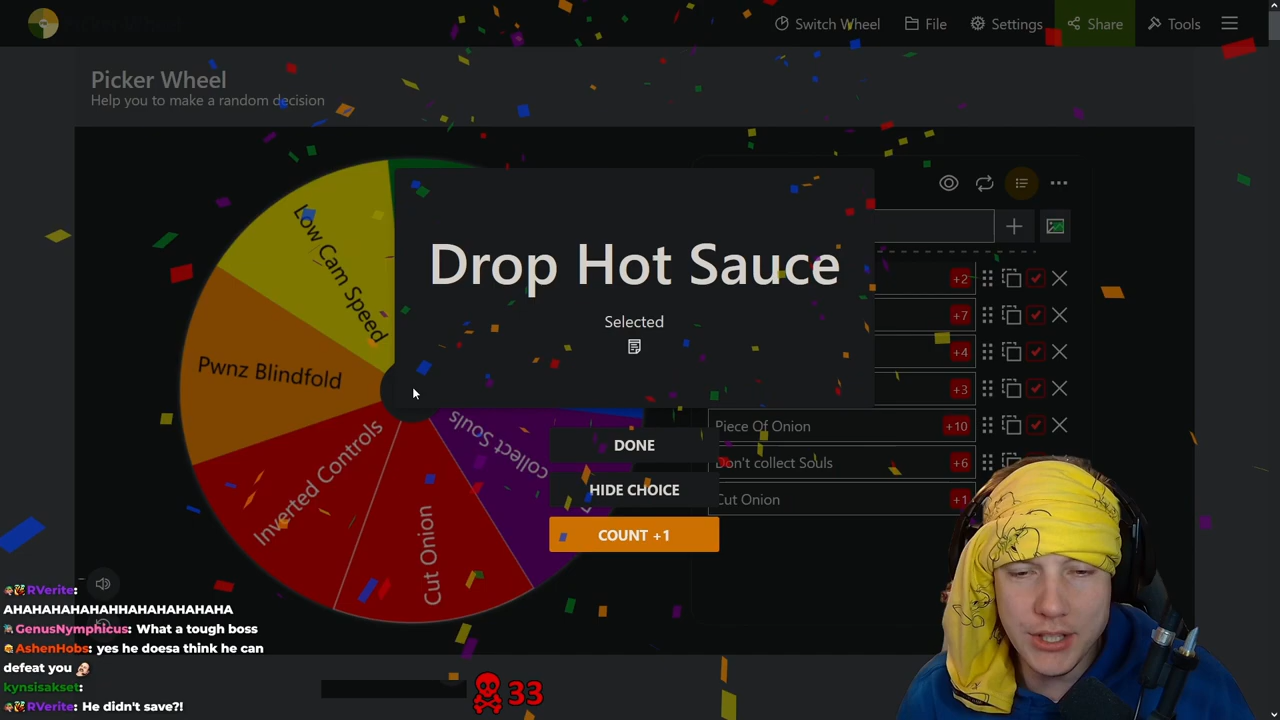 Picker Wheel
Switch Wheel
File
Settings
Share
Tools
Picker Wheel
Help you to make a random decision
Low Cam Speed
Pwnz Blindfold
Inverted Controls
Cut Onion
collect Souls
Drop Hot Sauce
Selected
DONE
HIDE CHOICE
COUNT +1
+2
+7
+4
+3
Piece Of Onion +10
Don't collect Souls +6
Cut Onion +1
RVerite:
AHAHAHAHAHAHHAHAHAHAHAHA
GenusNymphicus: What a tough boss
AshenHobs: yes he doesa think he can
defeat you
kynsisakset:
RVerite: He didn't save?!
33